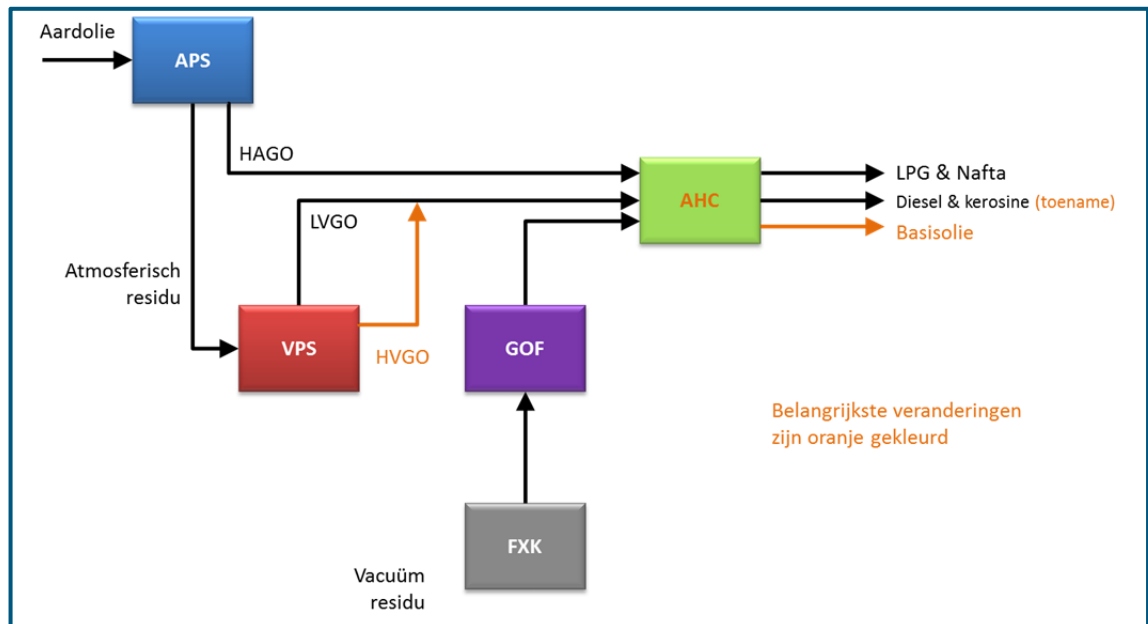 Aardolie
APS
HAGO
AHC
LPG & Nafta
Diesel & kerosine (toename)
Basisolie
LVGO
Atmosferisch
residu
VPS
HVGO
GOF
Belangrijkste veranderingen
zijn oranje gekleurd
FXK
Vacuüm
residu